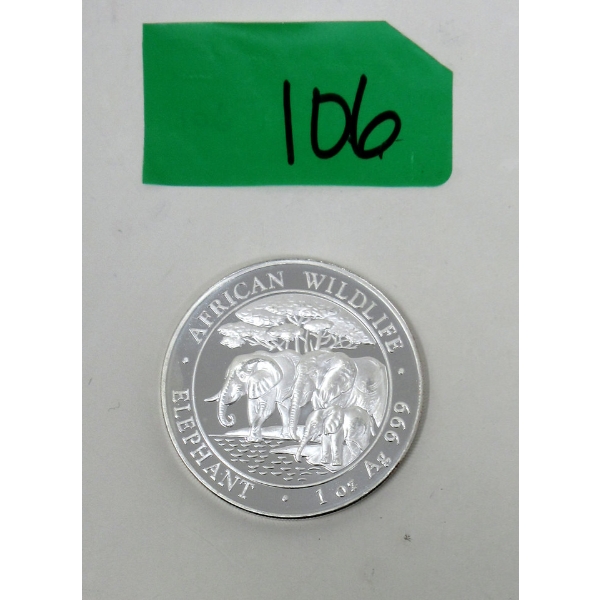 106
AFRICAN WILDLIFE
ELEPHANT · 1 oz Ag 999